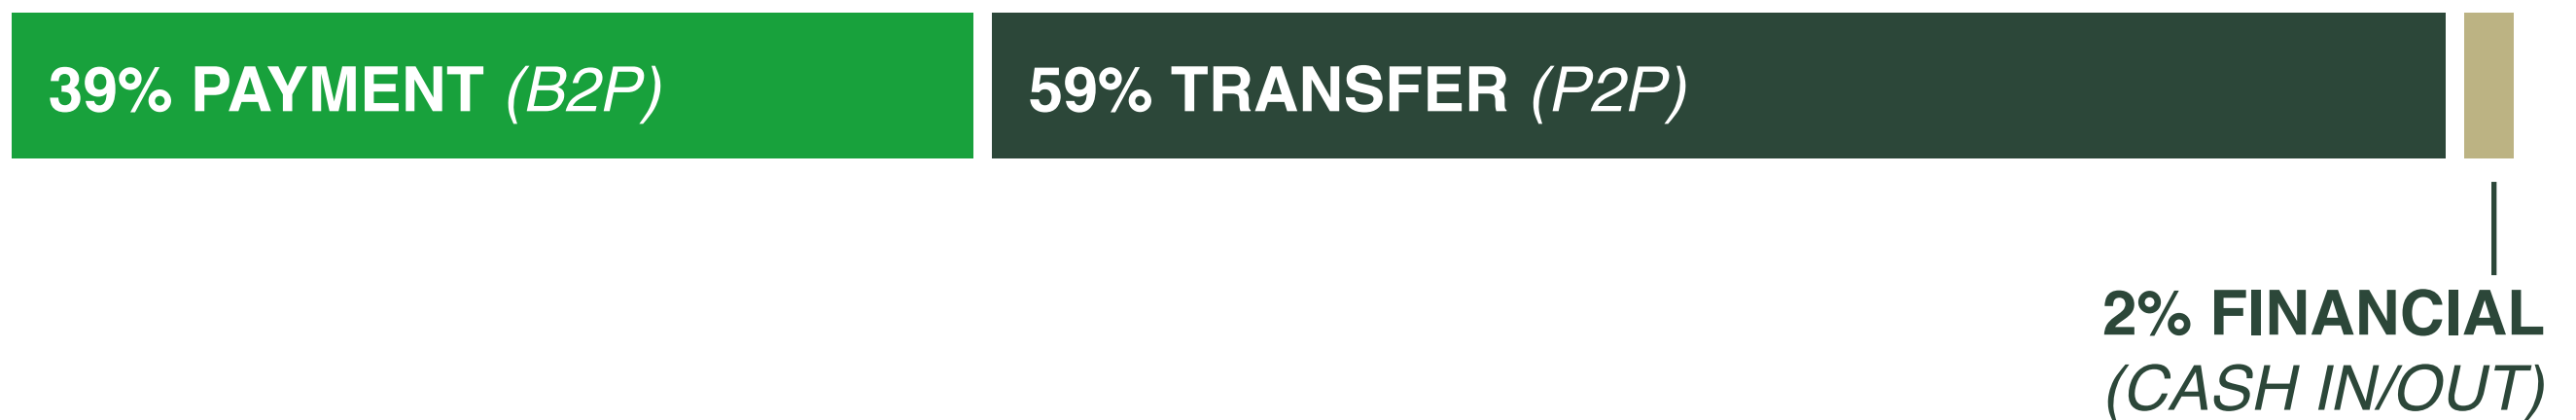 39% PAYMENT (B2P)
59% TRANSFER (P2P)
2% FINANCIAL
(CASH IN/OUT)